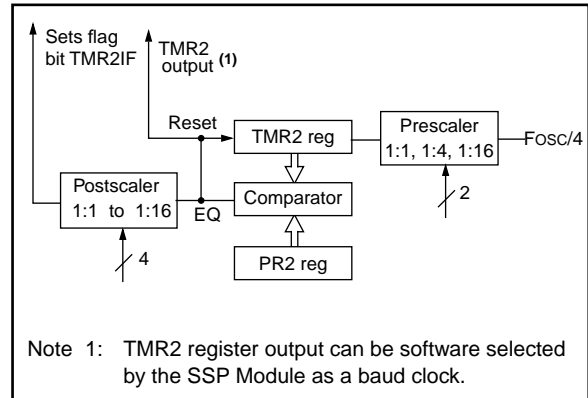 Sets flag
bit TMR2IF
TMR2
output (1)
Reset
TMR2 reg
Prescaler
1:1, 1:4, 1:16
FOSC/4
2
Postscaler
1:1 to 1:16
EQ
Comparator
4
PR2 reg
Note 1: TMR2 register output can be software selected
by the SSP Module as a baud clock.